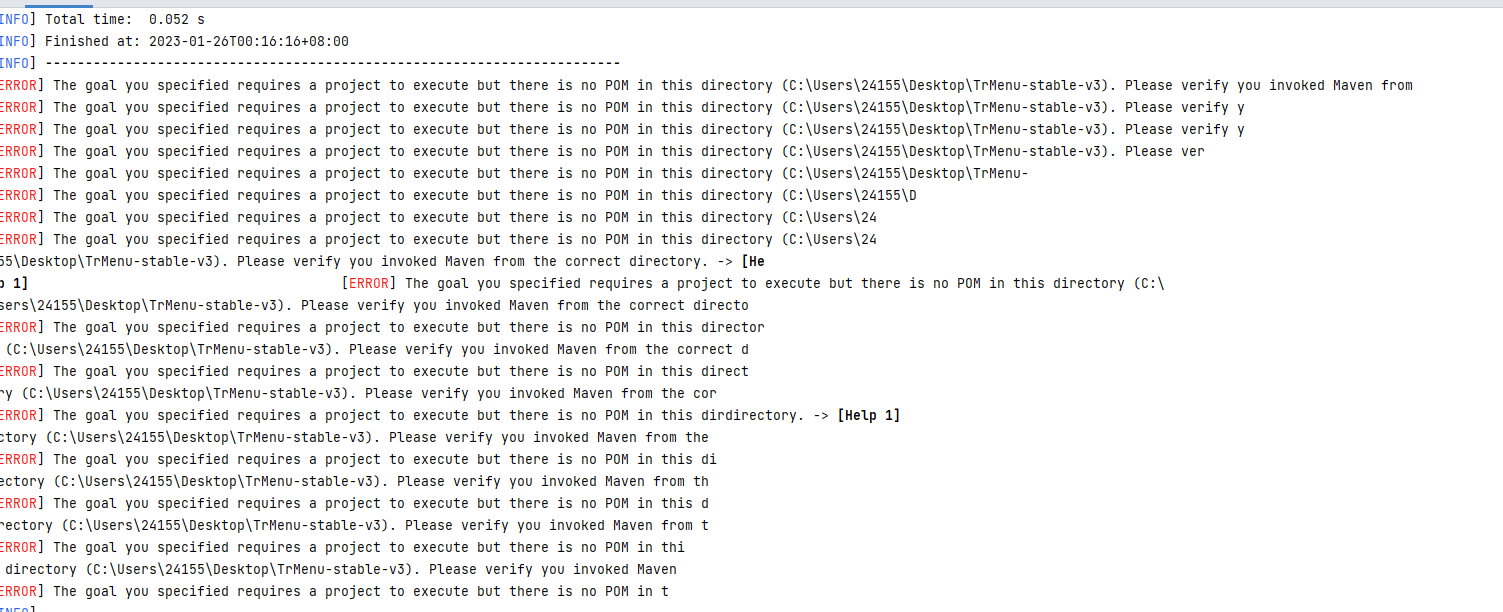 INFO] Total time:  0.052 s
INFO] Finished at: 2023-01-26T00:16:16+08:00
INFO] ------------------------------------------------------------------------
ERROR] The goal you specified requires a project to execute but there is no POM in this directory (C:\Users\24155\Desktop\TrMenu-stable-v3). Please verify you invoked Maven from
ERROR] The goal you specified requires a project to execute but there is no POM in this directory (C:\Users\24155\Desktop\TrMenu-stable-v3). Please verify y
ERROR] The goal you specified requires a project to execute but there is no POM in this directory (C:\Users\24155\Desktop\TrMenu-stable-v3). Please verify y
ERROR] The goal you specified requires a project to execute but there is no POM in this directory (C:\Users\24155\Desktop\TrMenu-stable-v3). Please ver
ERROR] The goal you specified requires a project to execute but there is no POM in this directory (C:\Users\24155\Desktop\TrMenu-
ERROR] The goal you specified requires a project to execute but there is no POM in this directory (C:\Users\24155\D
ERROR] The goal you specified requires a project to execute but there is no POM in this directory (C:\Users\24
ERROR] The goal you specified requires a project to execute but there is no POM in this directory (C:\Users\24
55\Desktop\TrMenu-stable-v3). Please verify you invoked Maven from the correct directory. -> [He
p 1]                                       [ERROR] The goal you specified requires a project to execute but there is no POM in this directory (C:\
sers\24155\Desktop\TrMenu-stable-v3). Please verify you invoked Maven from the correct directo
ERROR] The goal you specified requires a project to execute but there is no POM in this director
(C:\Users\24155\Desktop\TrMenu-stable-v3). Please verify you invoked Maven from the correct d
ERROR] The goal you specified requires a project to execute but there is no POM in this direct
ry (C:\Users\24155\Desktop\TrMenu-stable-v3). Please verify you invoked Maven from the cor
ERROR] The goal you specified requires a project to execute but there is no POM in this dirdirectory. -> [Help 1]
ctory (C:\Users\24155\Desktop\TrMenu-stable-v3). Please verify you invoked Maven from the
ERROR] The goal you specified requires a project to execute but there is no POM in this di
ectory (C:\Users\24155\Desktop\TrMenu-stable-v3). Please verify you invoked Maven from th
ERROR] The goal you specified requires a project to execute but there is no POM in this d
rectory (C:\Users\24155\Desktop\TrMenu-stable-v3). Please verify you invoked Maven from t
ERROR] The goal you specified requires a project to execute but there is no POM in thi
directory (C:\Users\24155\Desktop\TrMenu-stable-v3). Please verify you invoked Maven
ERROR] The goal you specified requires a project to execute but there is no POM in t